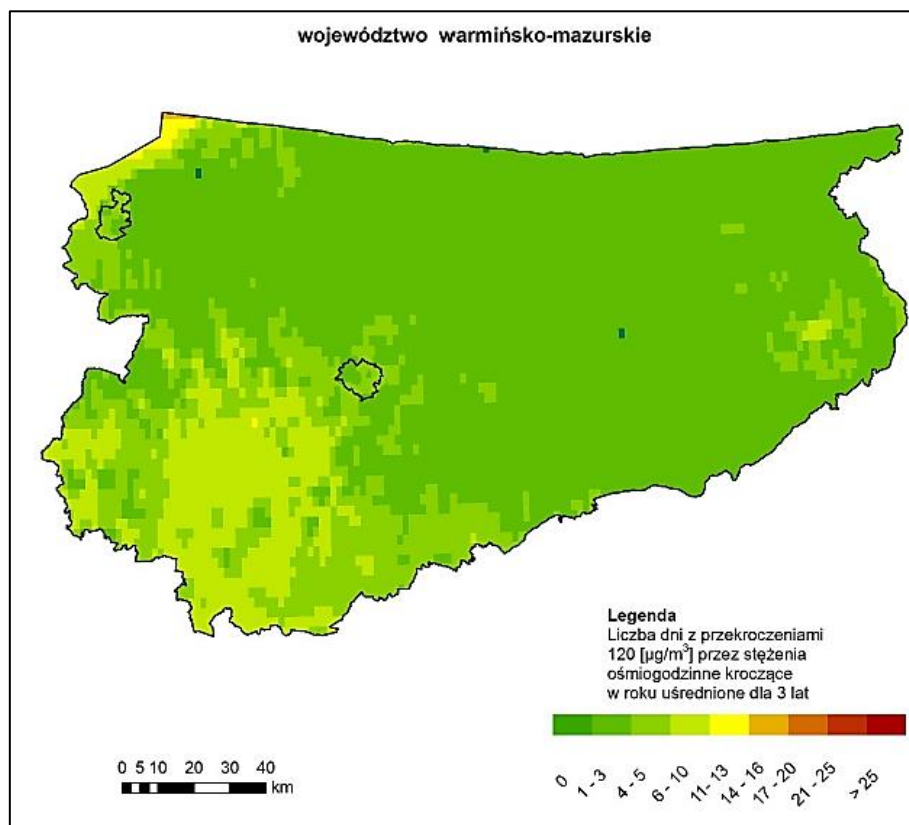 województwo warmińsko-mazurskie
Legenda
Liczba dni z przekroczeniami
120 [µg/m³] przez stężenia
ośmiogodzinne kroczące
w roku uśrednione dla 3 lat
0
1 - 3
4 - 5
6 - 10
11- 13
14 - 16
17 - 20
21 - 25
> 25
0 5 10 20 30 40
km